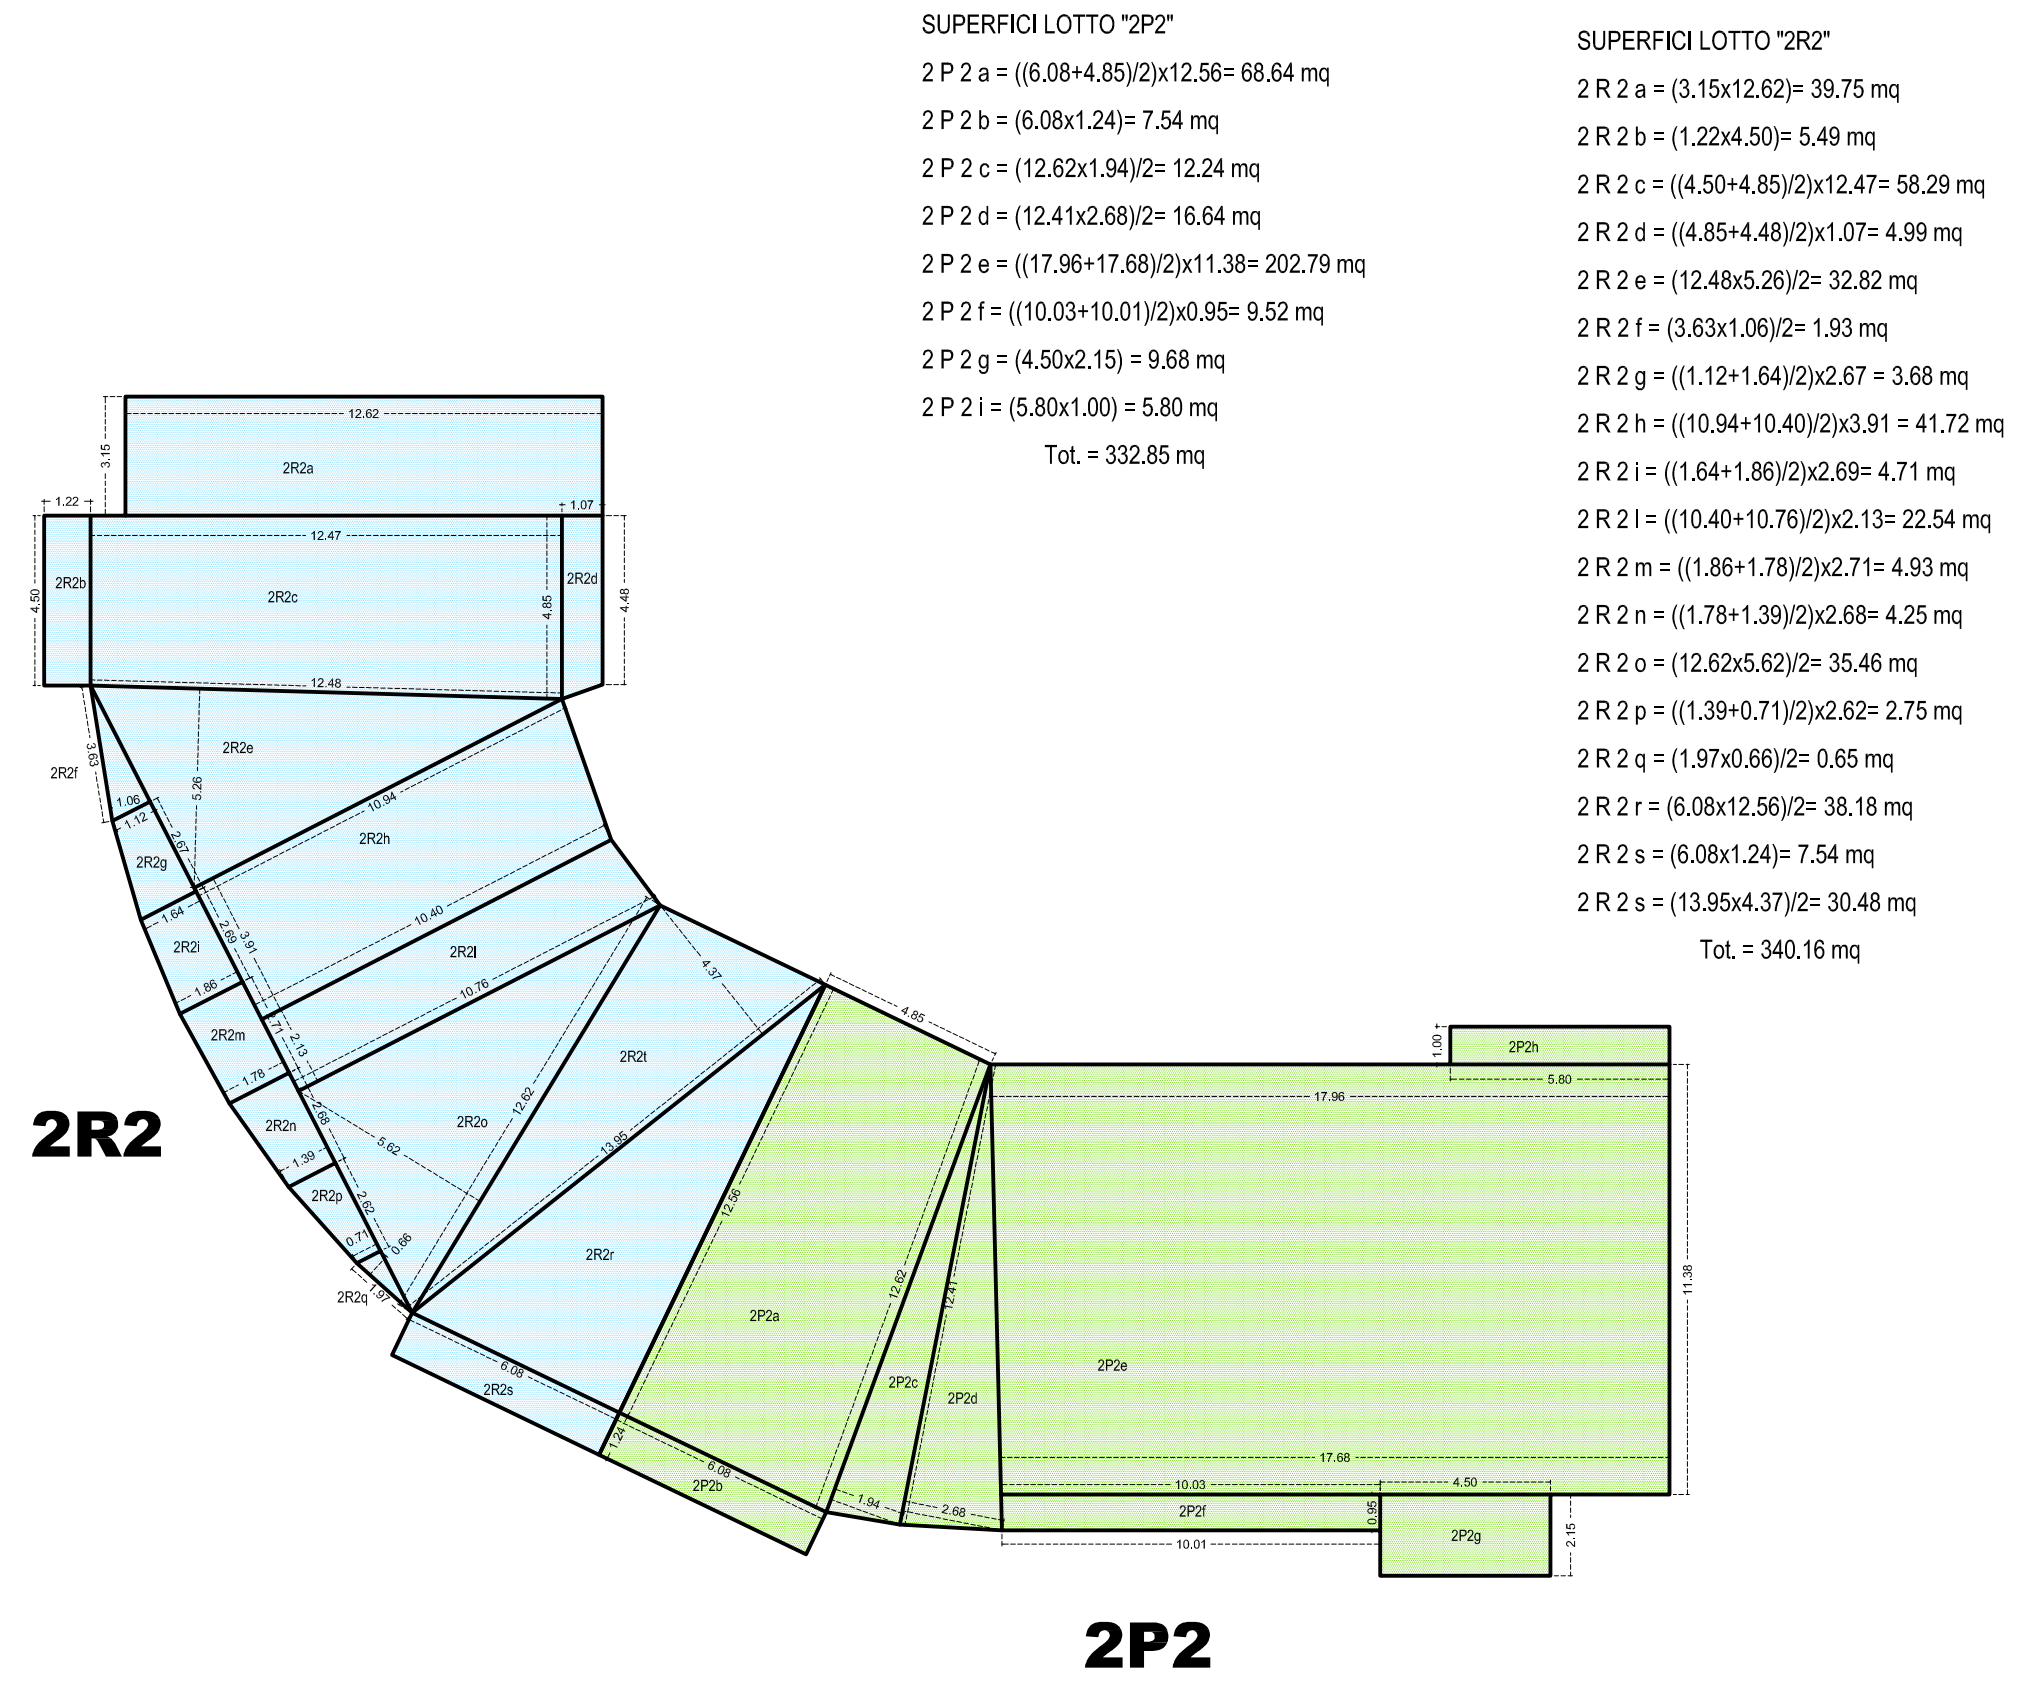 SUPERFICI LOTTO "2P2"
2 P 2 a = ((6.08+4.85)/2)x12.56= 68.64 mq
2 P 2 b = (6.08x1.24)= 7.54 mq
2 P 2 c = (12.62x1.94)/2= 12.24 mq
2 P 2 d = (12.41x2.68)/2= 16.64 mq
2 P 2 e = ((17.96+17.68)/2)x11.38= 202.79 mq
2 P 2 f = ((10.03+10.01)/2)x0.95= 9.52 mq
2 P 2 g = (4.50x2.15) = 9.68 mq
2 P 2 i = (5.80x1.00) = 5.80 mq
Tot. = 332.85 mq
SUPERFICI LOTTO "2R2"
2 R 2 a = (3.15x12.62)= 39.75 mq
2 R 2 b = (1.22x4.50)= 5.49 mq
2 R 2 c = ((4.50+4.85)/2)x12.47= 58.29 mq
2 R 2 d = ((4.85+4.48)/2)x1.07= 4.99 mq
2 R 2 e = (12.48x5.26)/2= 32.82 mq
2 R 2 f = (3.63x1.06)/2= 1.93 mq
2 R 2 g = ((1.12+1.64)/2)x2.67 = 3.68 mq
2 R 2 h = ((10.94+10.40)/2)x3.91 = 41.72 mq
2 R 2 i = ((1.64+1.86)/2)x2.69= 4.71 mq
2 R 2 l = ((10.40+10.76)/2)x2.13= 22.54 mq
2 R 2 m = ((1.86+1.78)/2)x2.71= 4.93 mq
2 R 2 n = ((1.78+1.39)/2)x2.68= 4.25 mq
2 R 2 o = (12.62x5.62)/2= 35.46 mq
2 R 2 p = ((1.39+0.71)/2)x2.62= 2.75 mq
2 R 2 q = (1.97x0.66)/2= 0.65 mq
2 R 2 r = (6.08x12.56)/2= 38.18 mq
2 R 2 s = (6.08x1.24)= 7.54 mq
2 R 2 s = (13.95x4.37)/2= 30.48 mq
Tot. = 340.16 mq
12.62
3.15
2R2a
1.22
1.07
12.47
4.50
2R2b
2R2c
4.85
2R2d
4.48
12.48
3.63
2R2e
2R2f
5.26
1.06
1.12
10.94
2.67
2R2h
2R2g
1.64
10.40
2R2i
2.69
3.91
2R2l
4.37
1.86
10.76
4.85
2R2m
2.71
2.13
1.00
2P2h
2R2t
1.78
5.80
2.68
12.62
17.96
2R2
2R2n
2R2o
5.62
13.95
1.39
2R2p
2.62
12.56
0.71
0.66
2R2r
2R2q
1.97
12.62
12.41
11.38
2P2a
2P2e
6.08
2R2s
2P2c
2P2d
1.24
17.68
6.08
2P2b
10.03
4.50
1.94
2.68
2P2f
0.95
2P2g
2.15
10.01
2P2